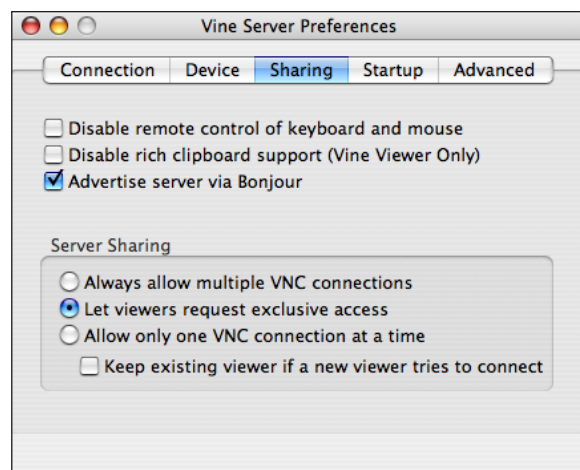 Vine Server Preferences
Connection Device Sharing Startup Advanced
Disable remote control of keyboard and mouse
Disable rich clipboard support (Vine Viewer Only)
Advertise server via Bonjour
Server Sharing
Always allow multiple VNC connections
Let viewers request exclusive access
Allow only one VNC connection at a time
Keep existing viewer if a new viewer tries to connect